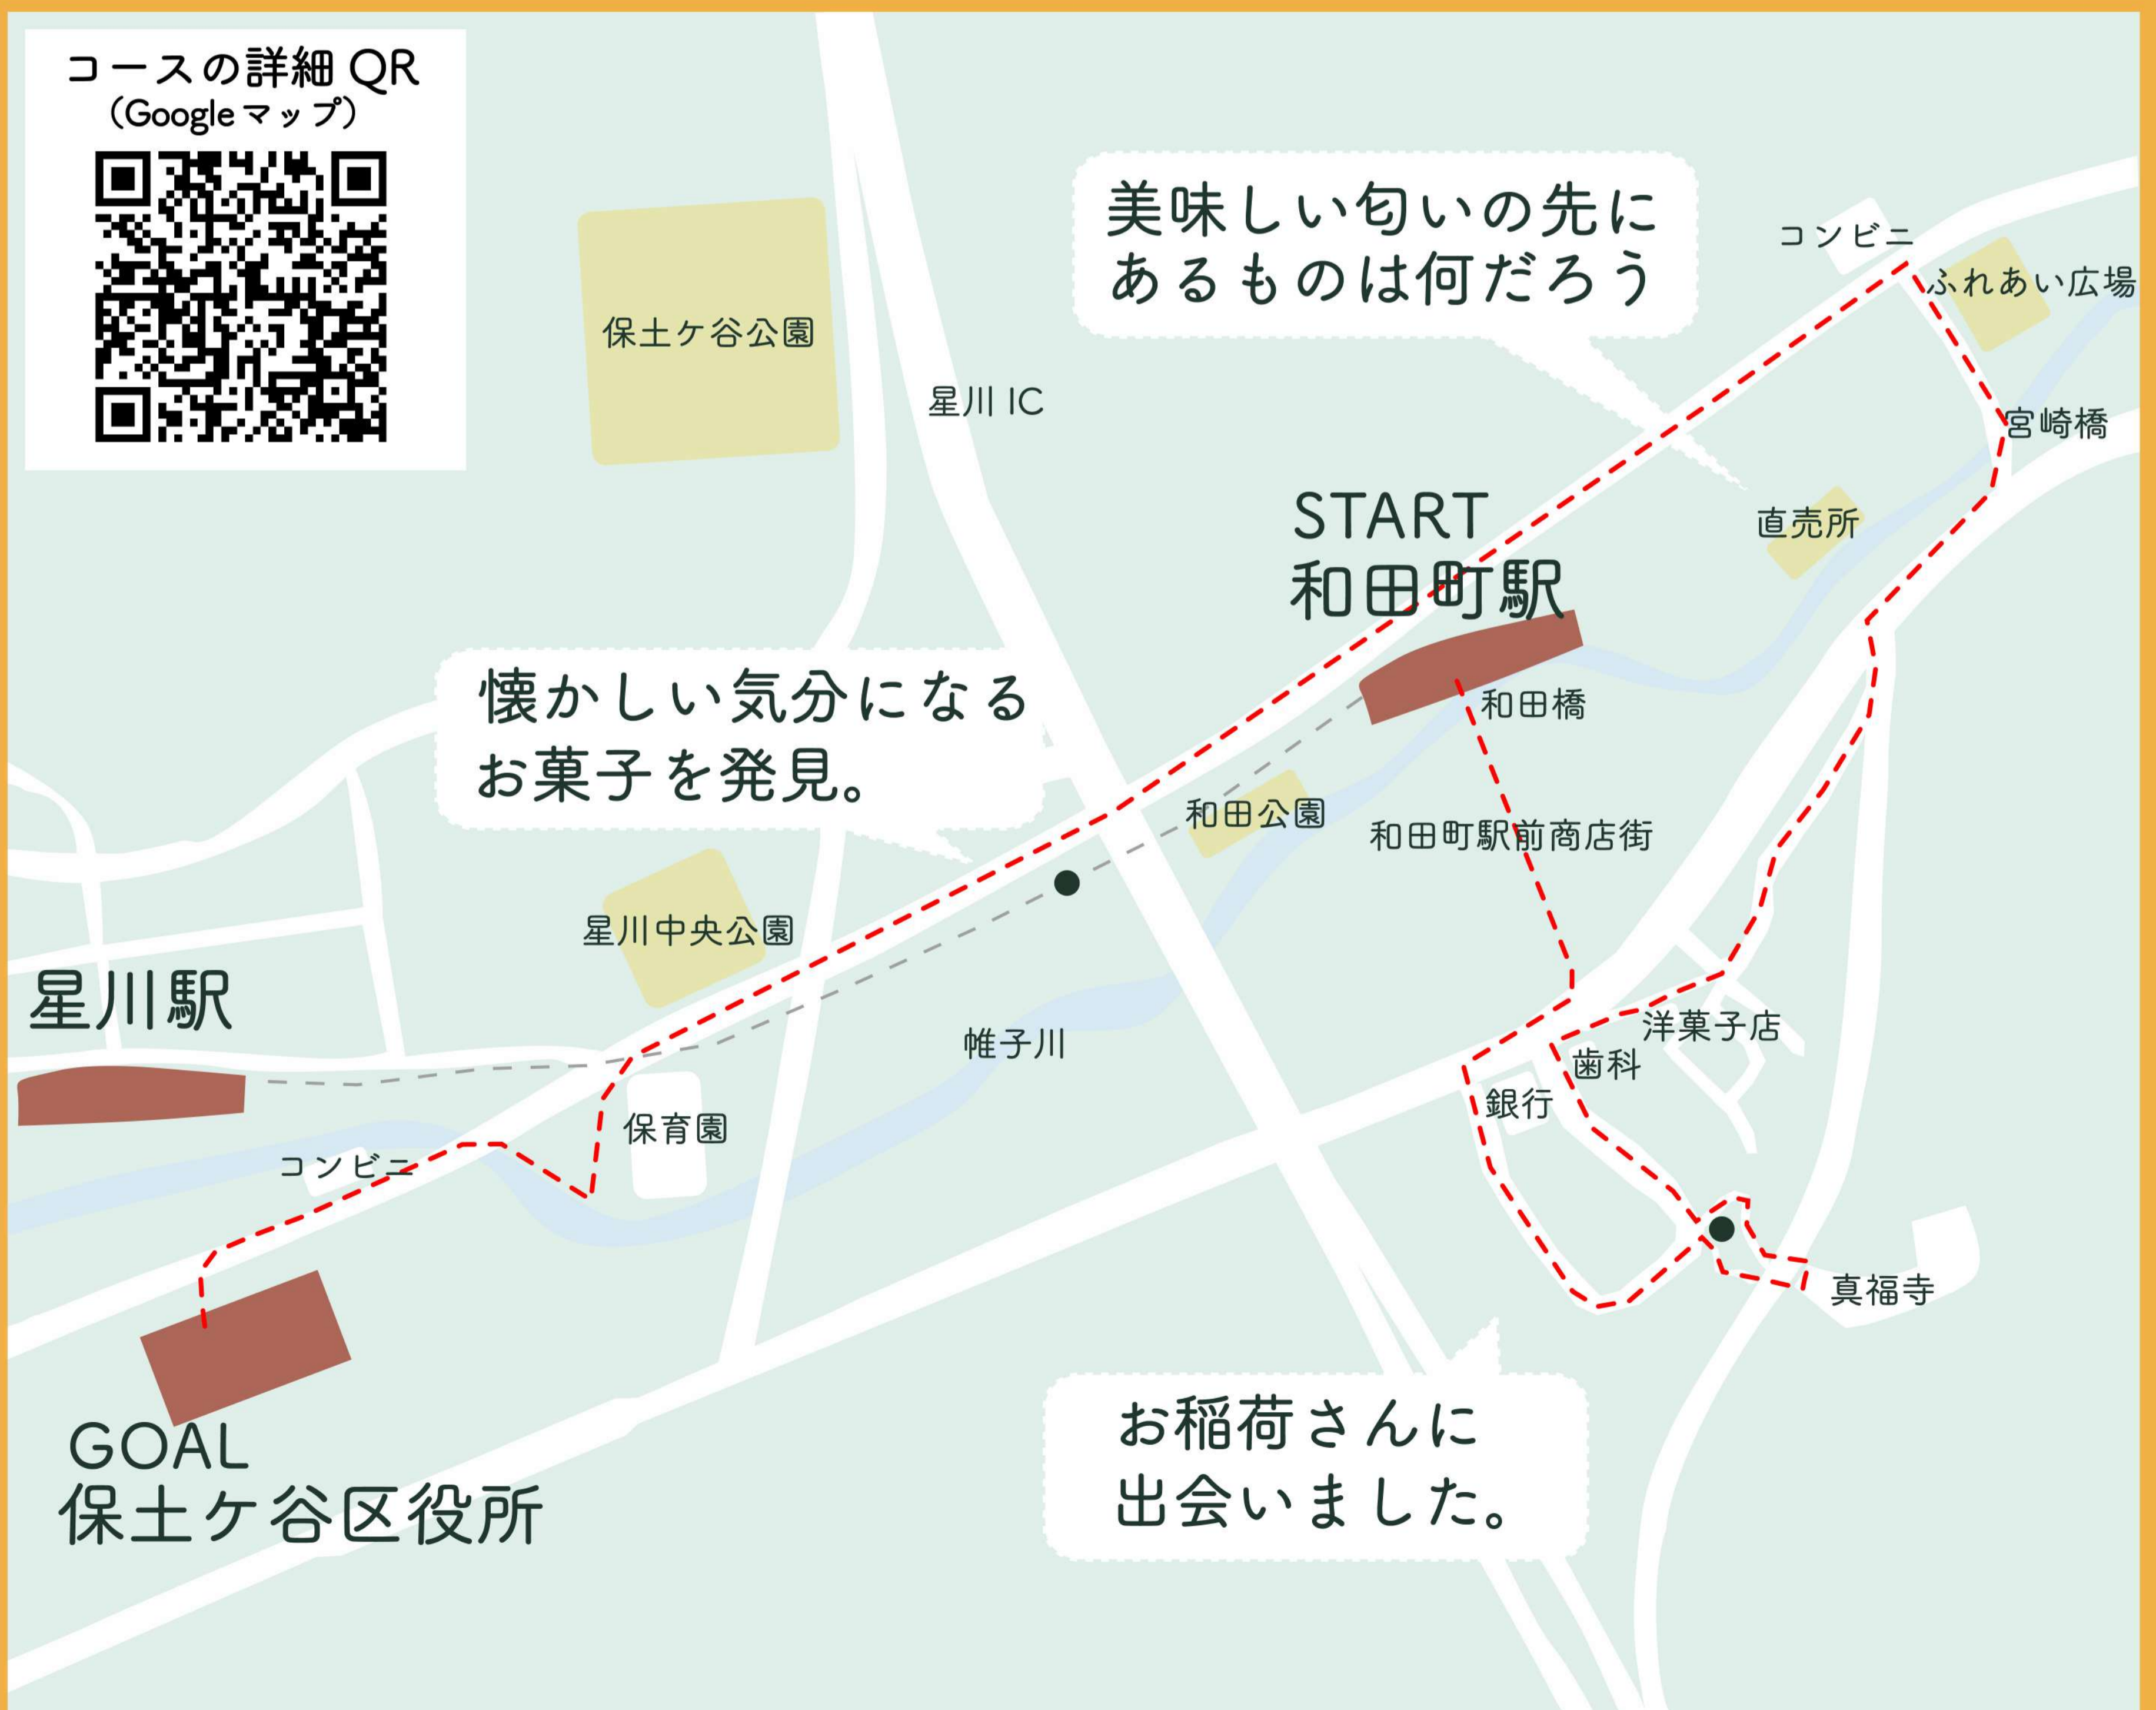 コースの詳細 QR
（Google マップ）
美味しい匂いの先に
あるものは何だろう
コンビニ
ふれあい広場
保土ケ谷公園
星川 IC
宮崎橋
START
和田町駅
直売所
懐かしい気分になる
お菓子を発見。
和田橋
和田公園
和田町駅前商店街
星川中央公園
星川駅
帷子川
洋菓子店
歯科
銀行
保育園
コンビニ
真福寺
GOAL
保土ケ谷区役所
お稲荷さんに
出会いました。